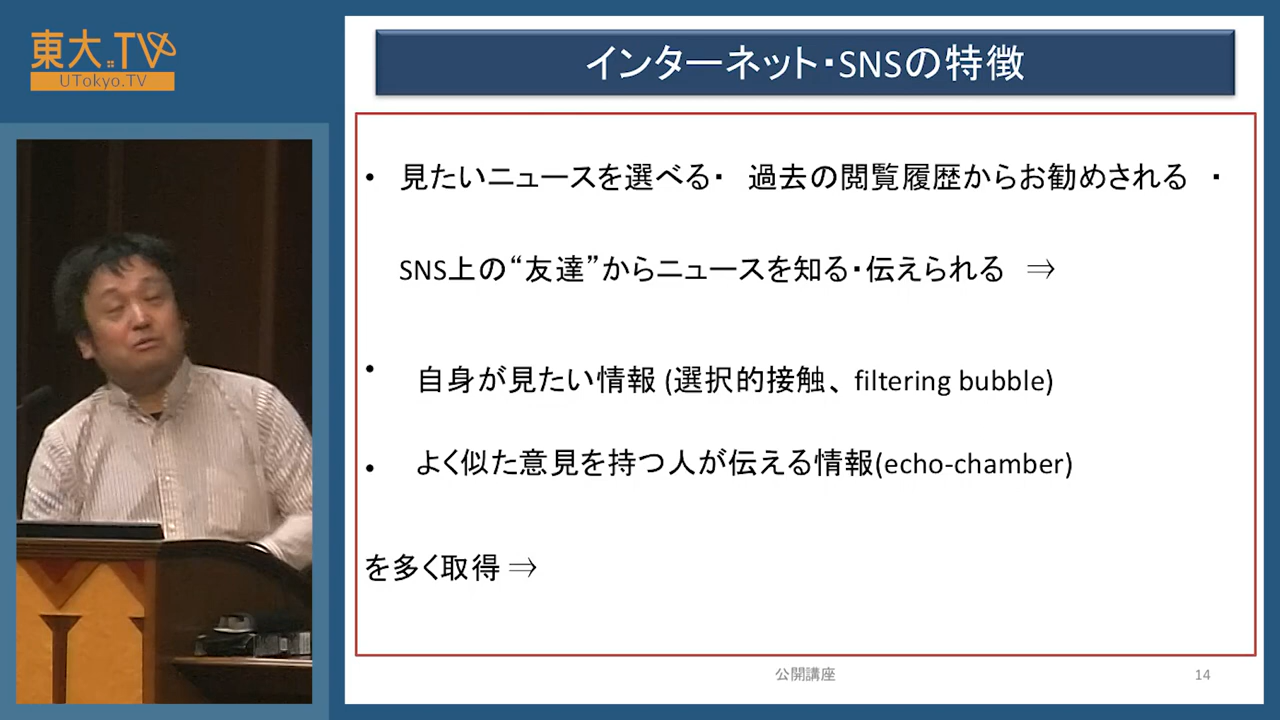 東大.TV
UTokyo.TV
インターネット・SNSの特徴
• 見たいニュースを選べる・ 過去の閲覧履歴からお勧めされる ・
SNS上の“友達”からニュースを知る・伝えられる ⇒
• 自身が見たい情報 (選択的接触、 filtering bubble)
• よく似た意見を持つ人が伝える情報(echo-chamber)
を多く取得 ⇒
公開講座
14